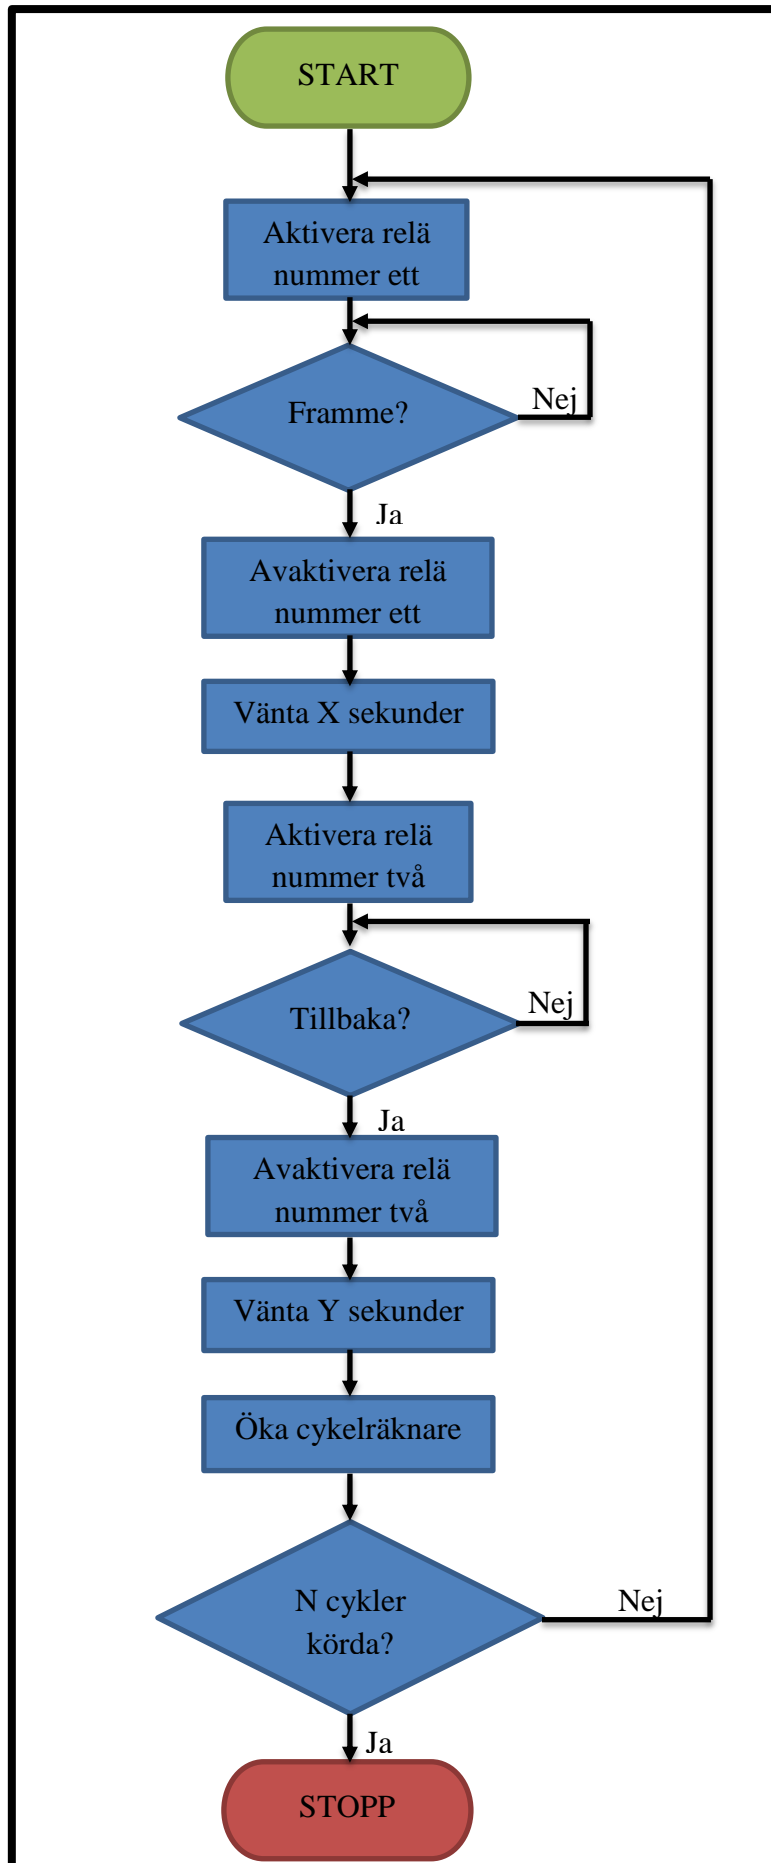 START
Aktivera relä
nummer ett
Framme?
Nej
Ja
Avaktivera relä
nummer ett
Vänta X sekunder
Aktivera relä
nummer två
Tillbaka?
Nej
Ja
Avaktivera relä
nummer två
Vänta Y sekunder
Öka cykelräknare
N cykler
körda?
Nej
Ja
STOPP